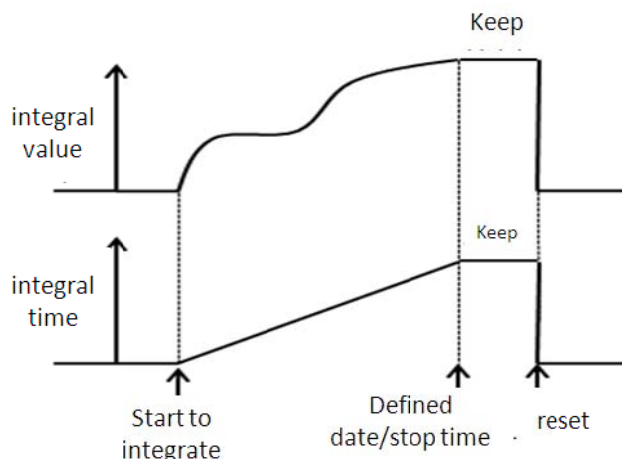 Keep
integral
value
Keep
integral
time
Start to
integrate
Defined
date/stop time
reset